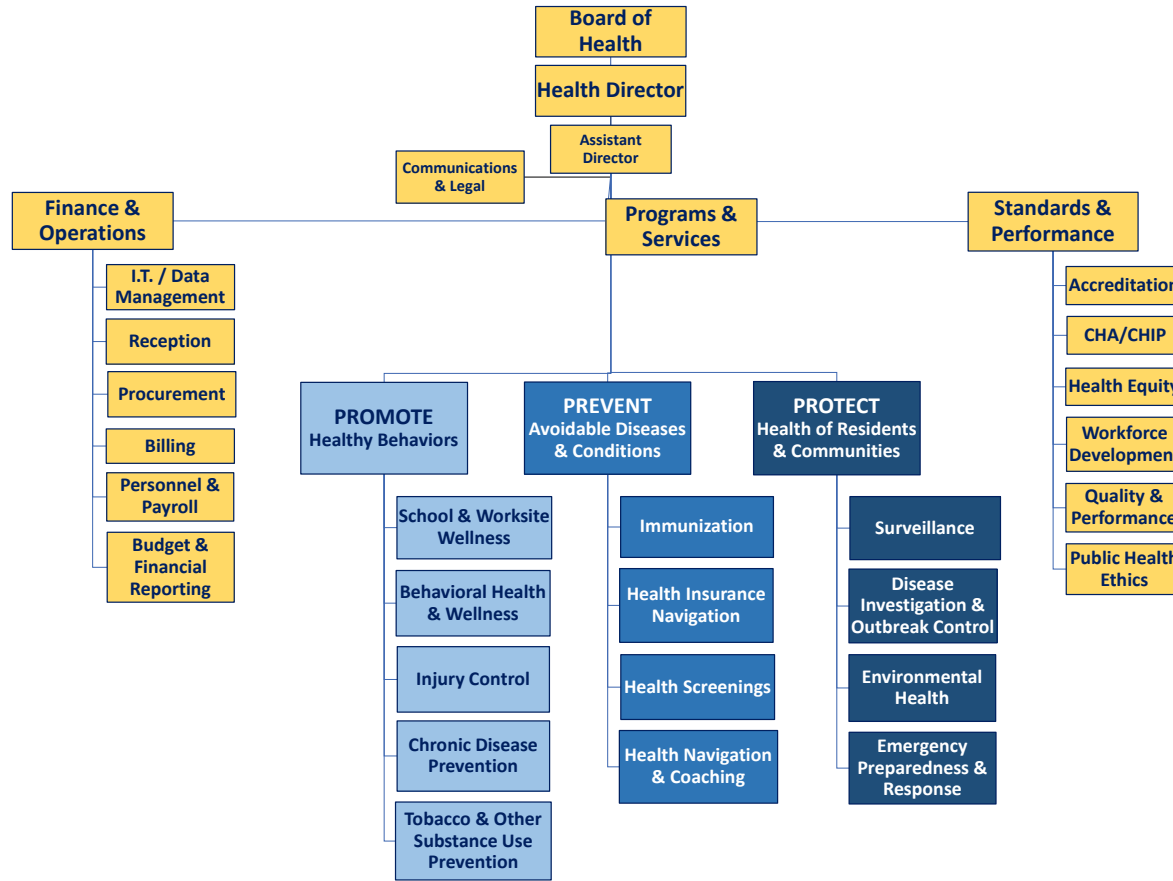 Board of
Health
Health Director
Assistant
Director
Communications
& Legal
Finance &
Operations
Programs &
Services
Standards &
Performance
I.T. / Data
Management
Reception
Procurement
Billing
Personnel &
Payroll
Budget &
Financial
Reporting
PROMOTE
Healthy Behaviors
School & Worksite
Wellness
Behavioral Health
& Wellness
Injury Control
Chronic Disease
Prevention
Tobacco & Other
Substance Use
Prevention
PREVENT
Avoidable Diseases
& Conditions
Immunization
Health Insurance
Navigation
Health Screenings
Health Navigation
& Coaching
PROTECT
Health of Residents
& Communities
Surveillance
Disease
Investigation &
Outbreak Control
Environmental
Health
Emergency
Preparedness &
Response
Accreditation
CHA/CHIP
Health Equity
Workforce
Development
Quality &
Performance
Public Health
Ethics